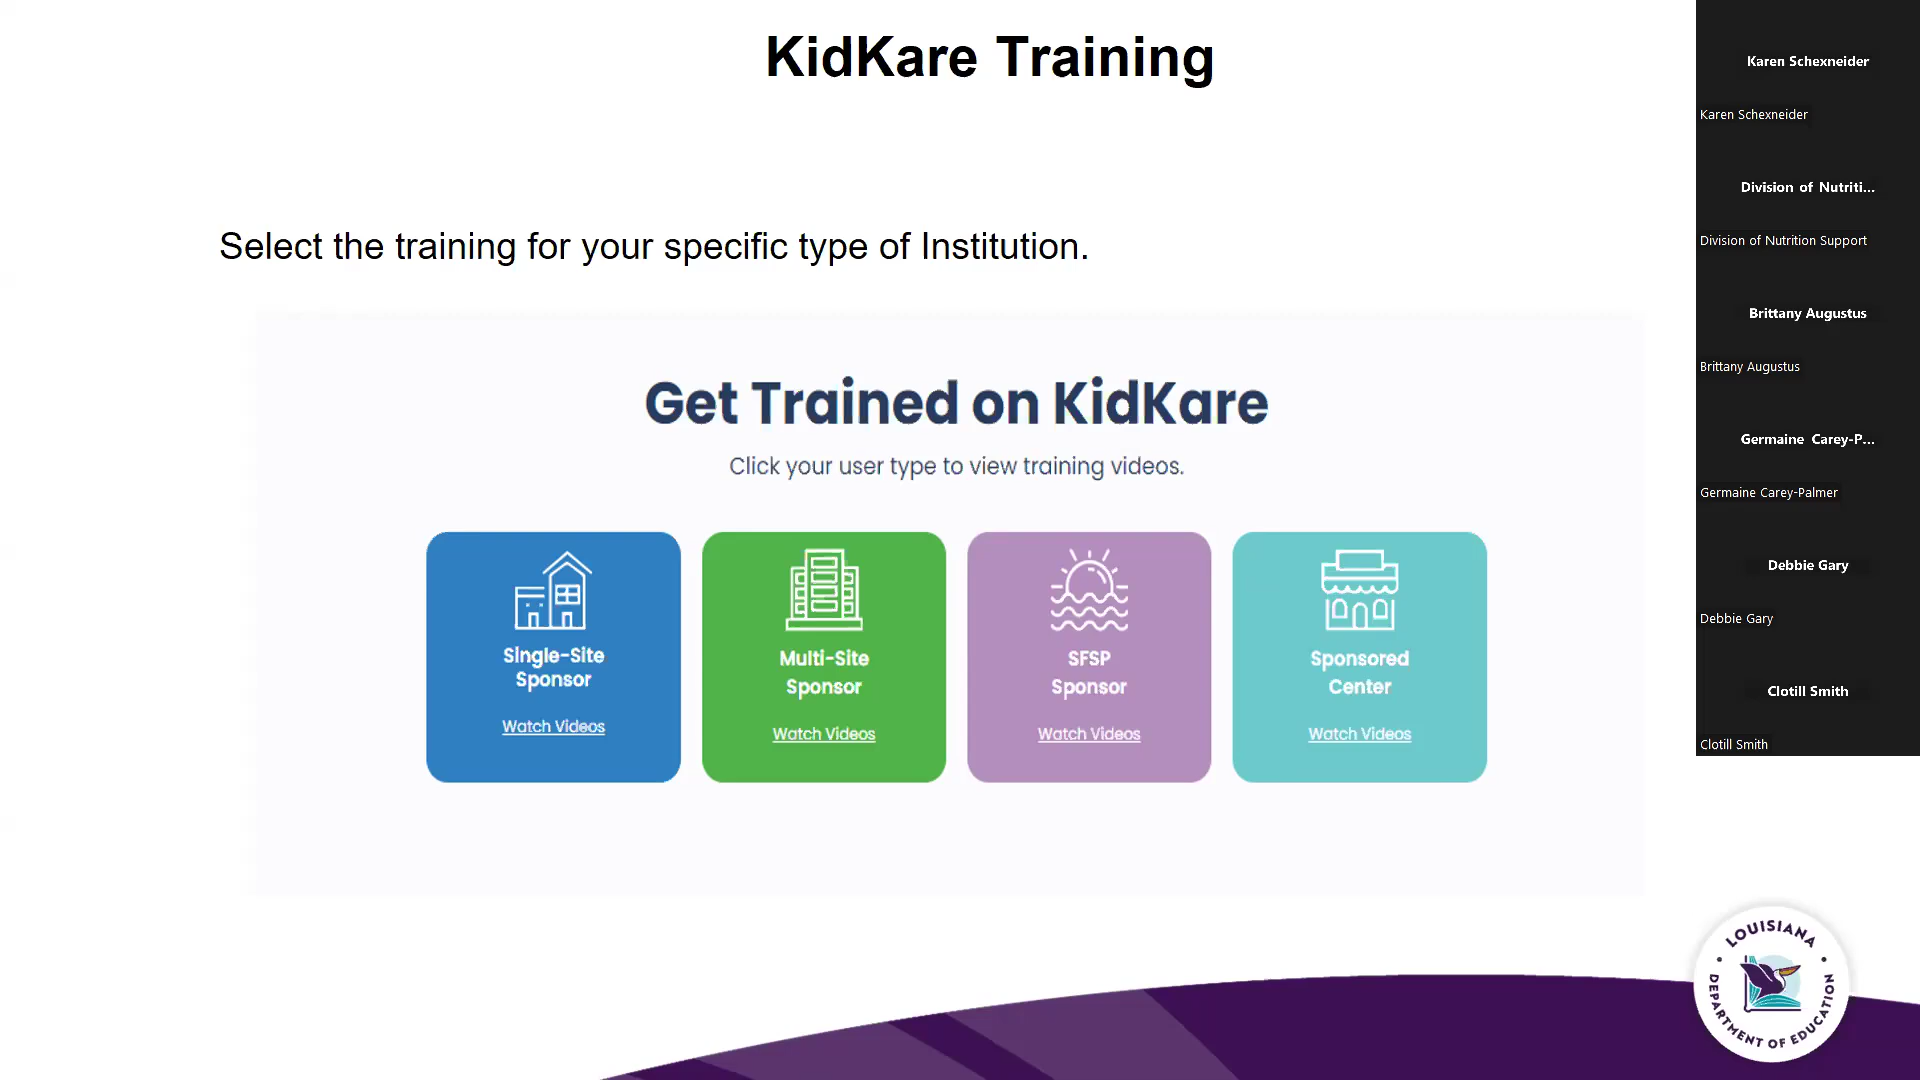 KidKare Training
Select the training for your specific type of Institution.
Get Trained on KidKare
Click your user type to view training videos.
Single-Site
Sponsor
Watch Videos
Multi-Site
Sponsor
Watch Videos
SFSP
Sponsor
Watch Videos
Sponsored
Center
Watch Videos
Karen Schexneider
Karen Schexneider
Division of Nutriti...
Division of Nutrition Support
Brittany Augustus
Brittany Augustus
Germaine Carey-P...
Germaine Carey-Palmer
Debbie Gary
Debbie Gary
Clotill Smith
Clotill Smith
LOUISIANA
DEPARTMENT OF EDUCATION